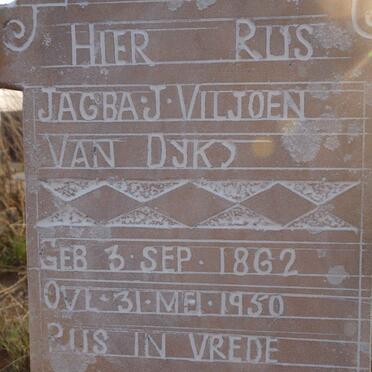 HIER RUS
JAGBA·J·VILJOEN
VAN DYK
GEB 3·SEP·1862
OVL·31·MEI·1950
RUS IN VREDE